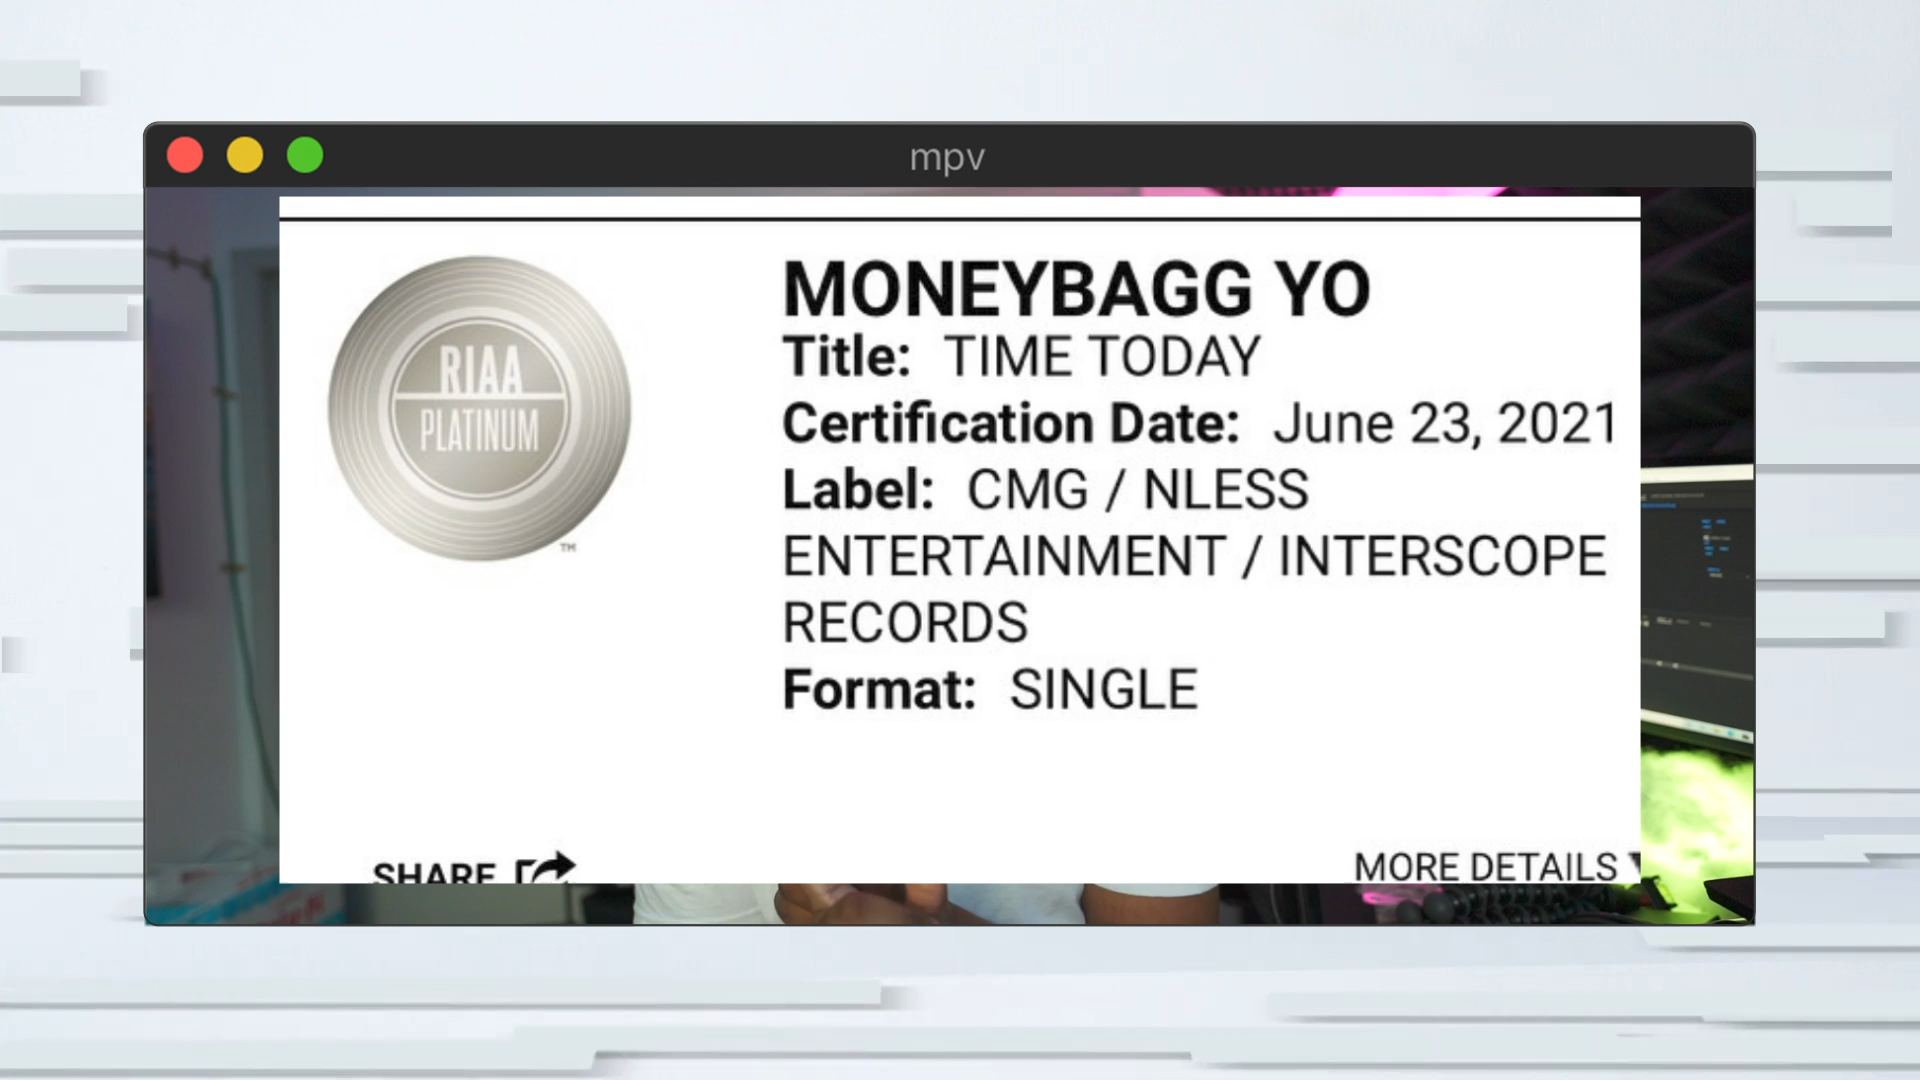 mpv
RIAA
PLATINUM
TM
MONEYBAGG YO
Title: TIME TODAY
Certification Date: June 23, 2021
Label: CMG / NLESS
ENTERTAINMENT / INTERSCOPE
RECORDS
Format: SINGLE
SHARE
MORE DETAILS